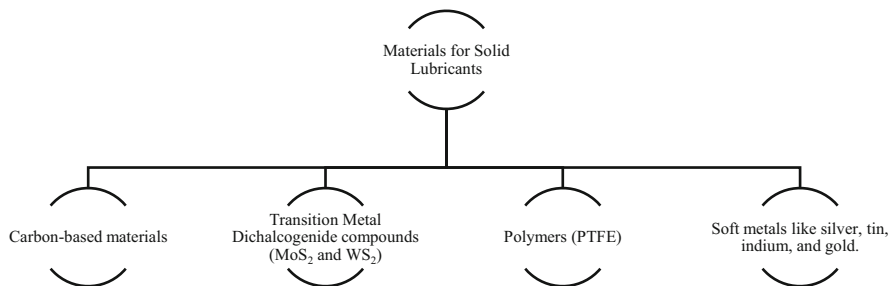 Materials for Solid
Lubricants
Carbon-based materials
Transition Metal
Dichalcogenide compounds
(MoS₂ and WS₂)
Polymers (PTFE)
Soft metals like silver, tin,
indium, and gold.